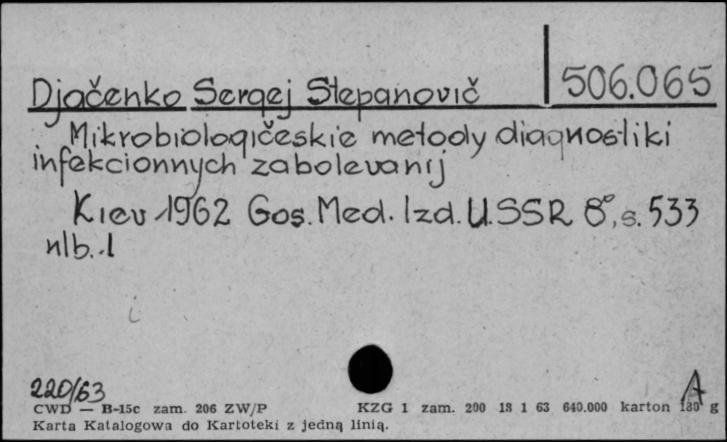 Djačenko Sergej Stepanovič 506.065
Mikrobiologičeskie metody diagnostiki
infekcionnych zabolevanij
Kiev 1962 Gos. Med. Izd. U.SSR 8°, s. 533
nlb. 1
i
220/63 A
CWD — B-15c zam. 206 ZW/P KZG 1 zam. 200 18 1 63 640.000 karton 180 g
Karta Katalogowa do Kartoteki z jedną linią.